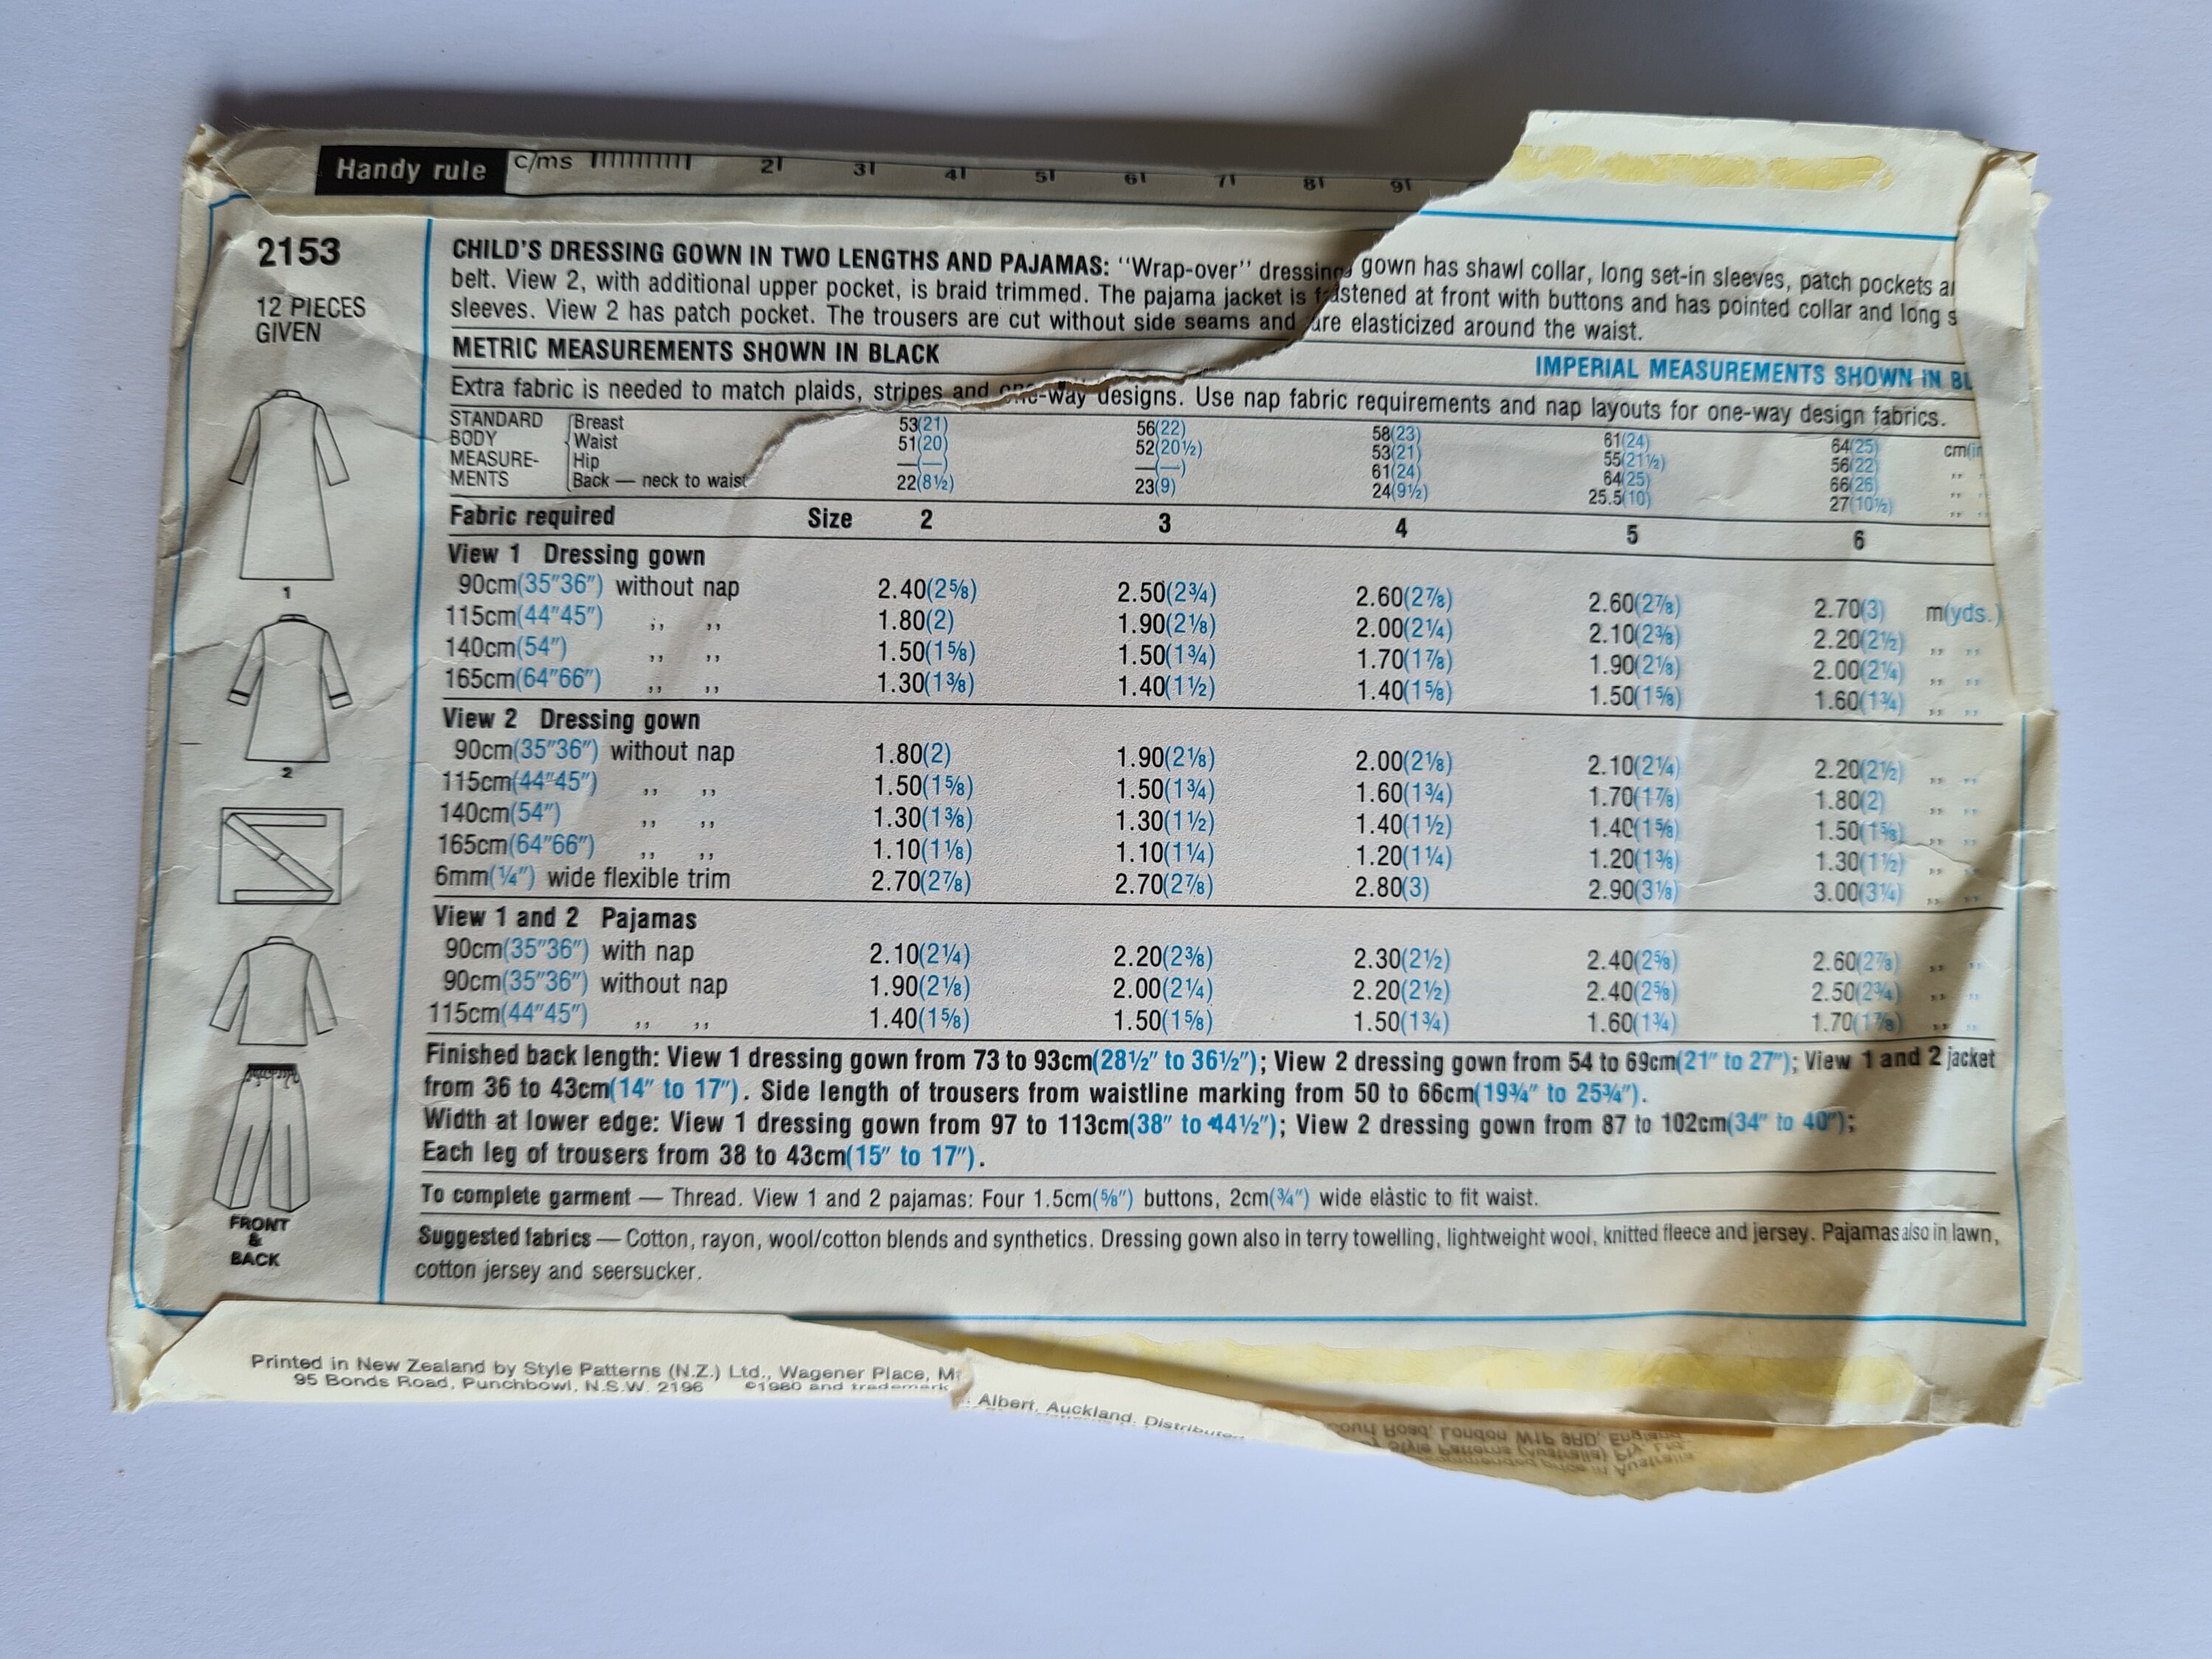 Handy rule c/ms 2 3 4 5 6 7 8 9
2153
12 PIECES
GIVEN
1
2
FRONT
&
BACK
CHILD'S DRESSING GOWN IN TWO LENGTHS AND PAJAMAS: "Wrap-over" dressing gown has shawl collar, long set-in sleeves, patch pockets
belt. View 2, with additional upper pocket, is braid trimmed. The pajama jacket is fastened at front with buttons and has pointed collar and long
sleeves. View 2 has patch pocket. The trousers are cut without side seams and are elasticized around the waist.
METRIC MEASUREMENTS SHOWN IN BLACK IMPERIAL MEASUREMENTS SHOWN IN BL
Extra fabric is needed to match plaids, stripes and one-way designs. Use nap fabric requirements and nap layouts for one-way design fabrics.
STANDARD Breast 53(21) 56(22) 58(23) 61(24) 64(25) cm(in
BODY Waist 51(20) 52(20½) 53(21) 55(21½) 56(22) ,, ,,
MEASURE- Hip —(—) —(—) 61(24) 64(25) 66(26) ,, ,,
MENTS Back — neck to waist 22(8½) 23(9) 24(9½) 25.5(10) 27(10½) ,, ,,
Fabric required Size 2 3 4 5 6
View 1 Dressing gown
90cm(35"36") without nap 2.40(2⅝) 2.50(2¾) 2.60(2⅞) 2.60(2⅞) 2.70(3) m(yds.)
115cm(44"45") ,, ,, 1.80(2) 1.90(2⅛) 2.00(2¼) 2.10(2⅜) 2.20(2½) ,, ,,
140cm(54") ,, ,, 1.50(1⅝) 1.50(1¾) 1.70(1⅞) 1.90(2⅛) 2.00(2¼) ,, ,,
165cm(64"66") ,, ,, 1.30(1⅜) 1.40(1½) 1.40(1⅝) 1.50(1⅝) 1.60(1¾) ,, ,,
View 2 Dressing gown
90cm(35"36") without nap 1.80(2) 1.90(2⅛) 2.00(2⅛) 2.10(2¼) 2.20(2½) ,, ,,
115cm(44"45") ,, ,, 1.50(1⅝) 1.50(1¾) 1.60(1¾) 1.70(1⅞) 1.80(2) ,, ,,
140cm(54") ,, ,, 1.30(1⅜) 1.30(1½) 1.40(1½) 1.40(1⅝) 1.50(1⅝) ,, ,,
165cm(64"66") ,, ,, 1.10(1⅛) 1.10(1¼) 1.20(1¼) 1.20(1⅜) 1.30(1½) ,, ,,
6mm(¼") wide flexible trim 2.70(2⅞) 2.70(2⅞) 2.80(3) 2.90(3⅛) 3.00(3¼) ,, ,,
View 1 and 2 Pajamas
90cm(35"36") with nap 2.10(2¼) 2.20(2⅜) 2.30(2½) 2.40(2⅝) 2.60(2⅞) ,, ,,
90cm(35"36") without nap 1.90(2⅛) 2.00(2¼) 2.20(2½) 2.40(2⅝) 2.50(2¾) ,, ,,
115cm(44"45") ,, ,, 1.40(1⅝) 1.50(1⅝) 1.50(1¾) 1.60(1¾) 1.70(1⅞) ,, ,,
Finished back length: View 1 dressing gown from 73 to 93cm(28½" to 36½"); View 2 dressing gown from 54 to 69cm(21" to 27"); View 1 and 2 jacket
from 36 to 43cm(14" to 17"). Side length of trousers from waistline marking from 50 to 66cm(19¾" to 25¾").
Width at lower edge: View 1 dressing gown from 97 to 113cm(38" to 44½"); View 2 dressing gown from 87 to 102cm(34" to 40");
Each leg of trousers from 38 to 43cm(15" to 17").
To complete garment — Thread. View 1 and 2 pajamas: Four 1.5cm(⅝") buttons, 2cm(¾") wide elastic to fit waist.
Suggested fabrics — Cotton, rayon, wool/cotton blends and synthetics. Dressing gown also in terry towelling, lightweight wool, knitted fleece and jersey. Pajamas also in lawn,
cotton jersey and seersucker.
Printed in New Zealand by Style Patterns (N.Z.) Ltd., Wagener Place, M
95 Bonds Road, Punchbowl, N.S.W. 2196 ©1980 and trademark
Albert, Auckland. Distributed
ourt Road, London W1P 9RD, England
y Style Patterns (Australia) Pty. Ltd.
commended price in Australia